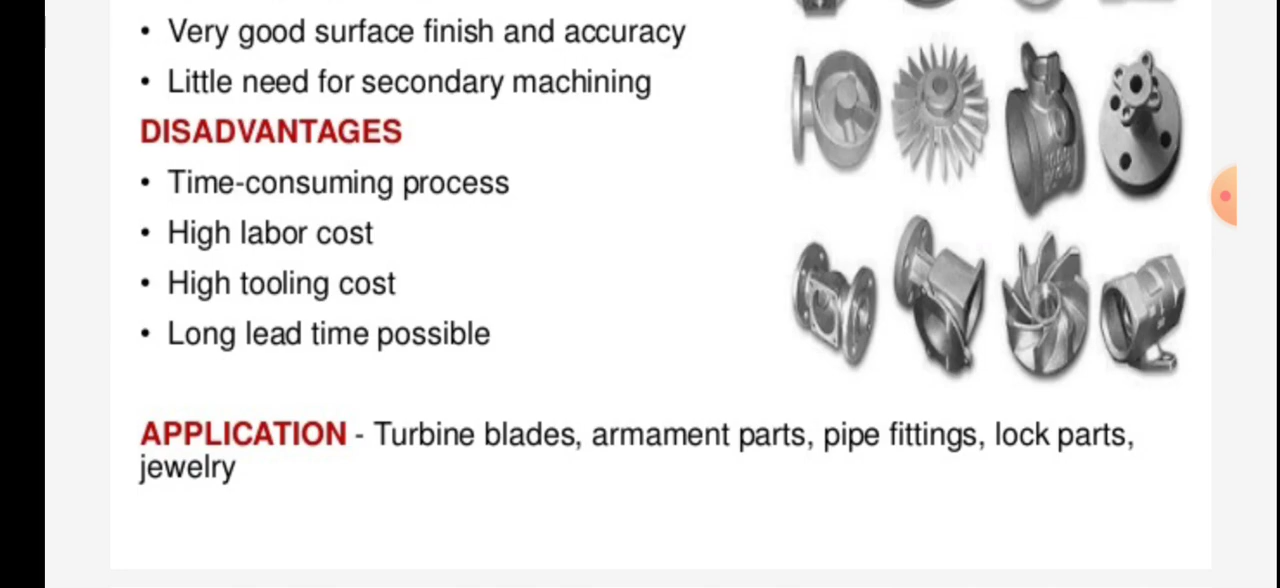 • Very good surface finish and accuracy
• Little need for secondary machining
DISADVANTAGES
• Time-consuming process
• High labor cost
• High tooling cost
• Long lead time possible
APPLICATION - Turbine blades, armament parts, pipe fittings, lock parts,
jewelry